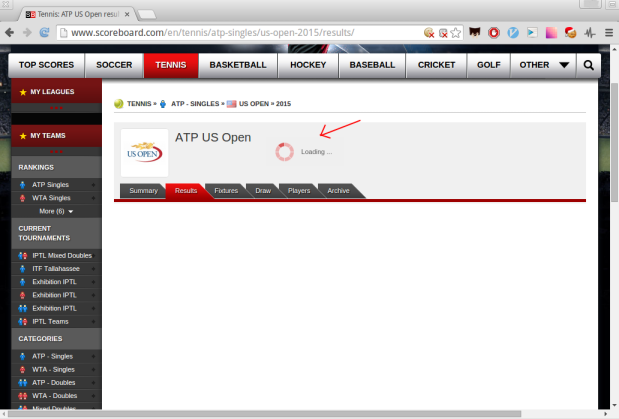 Tennis: ATP US Open resul
www.scoreboard.com/en/tennis/atp-singles/us-open-2015/results/
TOP SCORES SOCCER TENNIS BASKETBALL HOCKEY BASEBALL CRICKET GOLF OTHER
MY LEAGUES
TENNIS » ATP - SINGLES » US OPEN » 2015
MY TEAMS
US OPEN
ATP US Open
Loading ...
Summary Results Fixtures Draw Players Archive
RANKINGS
ATP Singles
WTA Singles
More (6)
CURRENT
TOURNAMENTS
IPTL Mixed Doubles
ITF Tallahassee
Exhibition IPTL
Exhibition IPTL
Exhibition IPTL
IPTL Teams
CATEGORIES
ATP - Singles
WTA - Singles
ATP - Doubles
WTA - Doubles
Mixed Doubles